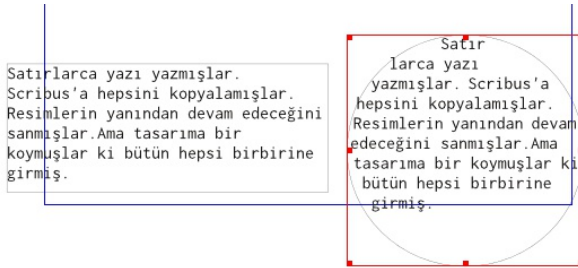 Satırlarca yazı yazmışlar.
Scribus'a hepsini kopyalamışlar.
Resimlerin yanından devam edeceğini
sanmışlar.Ama tasarıma bir
koymuşlar ki bütün hepsi birbirine
girmiş.
Satır
larca yazı
yazmışlar. Scribus'a
hepsini kopyalamışlar.
Resimlerin yanından devam
edeceğini sanmışlar.Ama
tasarıma bir koymuşlar ki
bütün hepsi birbirine
girmiş.